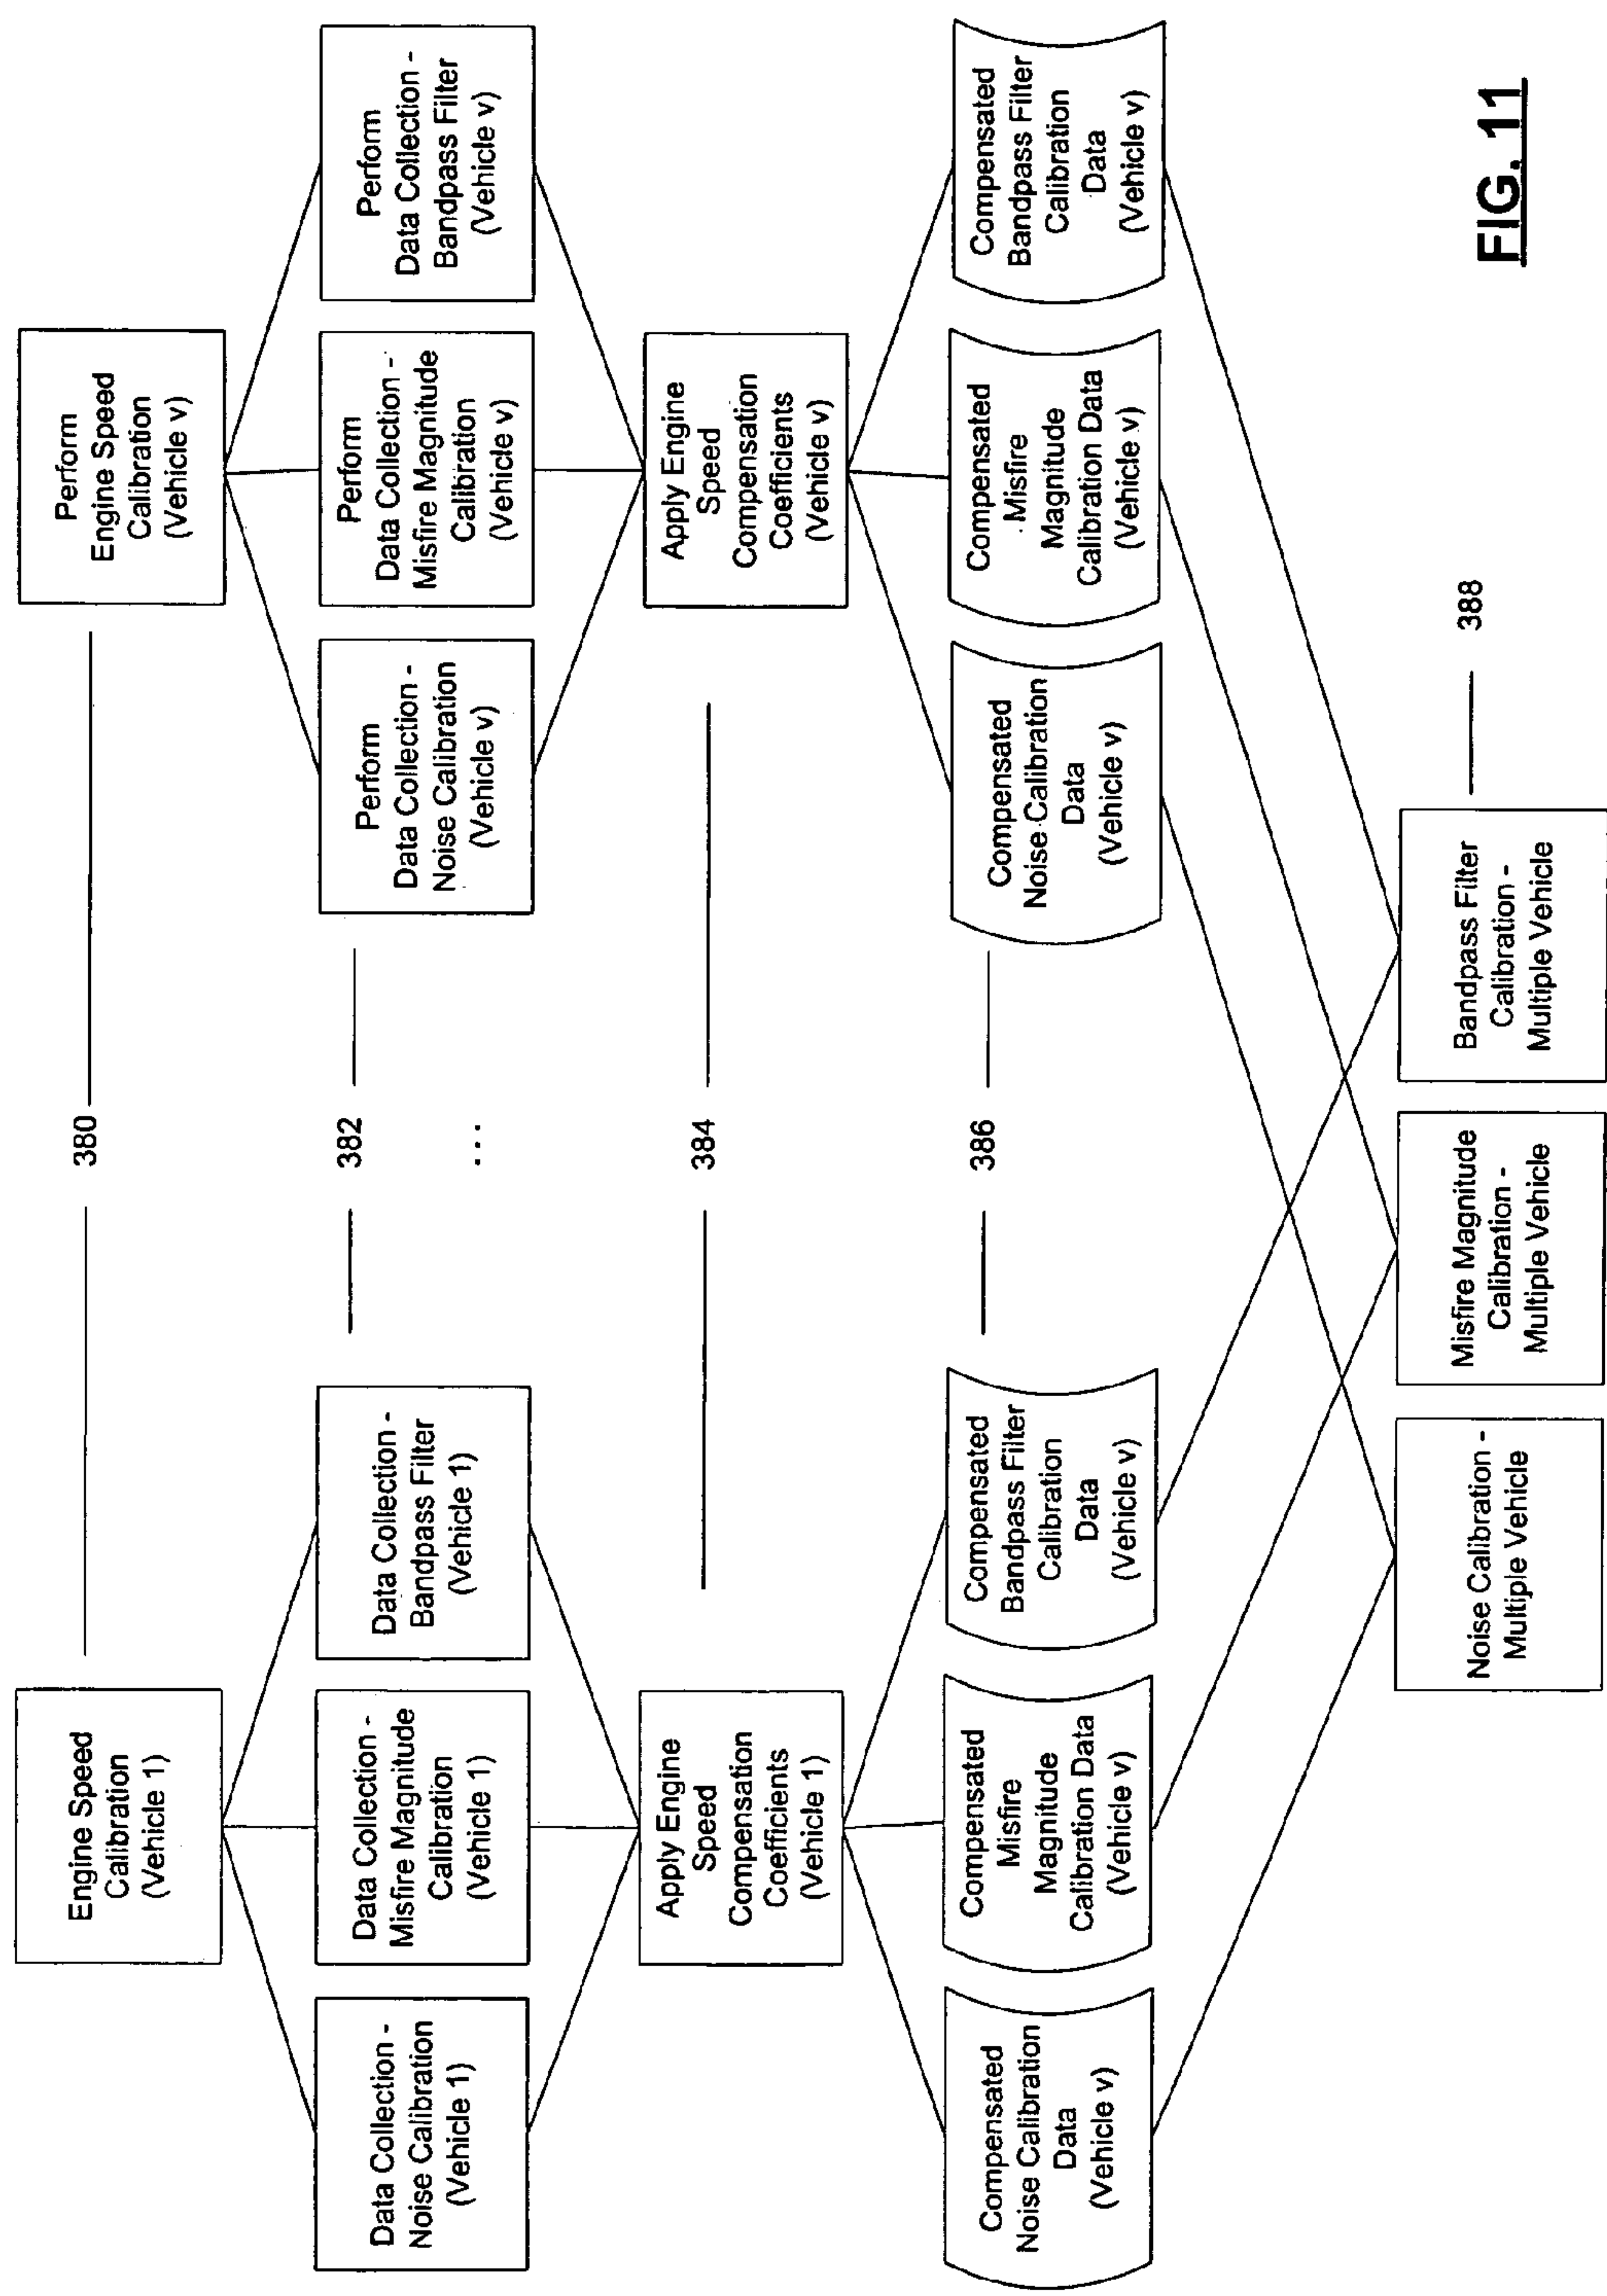 Engine Speed
Calibration
(Vehicle 1)
380
Perform
Engine Speed
Calibration
(Vehicle v)
Data Collection -
Noise Calibration
(Vehicle 1)
Data Collection -
Misfire Magnitude
Calibration
(Vehicle 1)
Data Collection -
Bandpass Filter
(Vehicle 1)
382
...
Perform
Data Collection -
Noise Calibration
(Vehicle v)
Perform
Data Collection -
Misfire Magnitude
Calibration
(Vehicle v)
Perform
Data Collection -
Bandpass Filter
(Vehicle v)
Apply Engine
Speed
Compensation
Coefficients
(Vehicle 1)
384
Apply Engine
Speed
Compensation
Coefficients
(Vehicle v)
Compensated
Noise Calibration
Data
(Vehicle v)
Compensated
Misfire
Magnitude
Calibration Data
(Vehicle v)
Compensated
Bandpass Filter
Calibration
Data
(Vehicle v)
386
Compensated
Noise Calibration
Data
(Vehicle v)
Compensated
Misfire
Magnitude
Calibration Data
(Vehicle v)
Compensated
Bandpass Filter
Calibration
Data
(Vehicle v)
Noise Calibration -
Multiple Vehicle
Misfire Magnitude
Calibration -
Multiple Vehicle
Bandpass Filter
Calibration -
Multiple Vehicle
388
FIG. 11